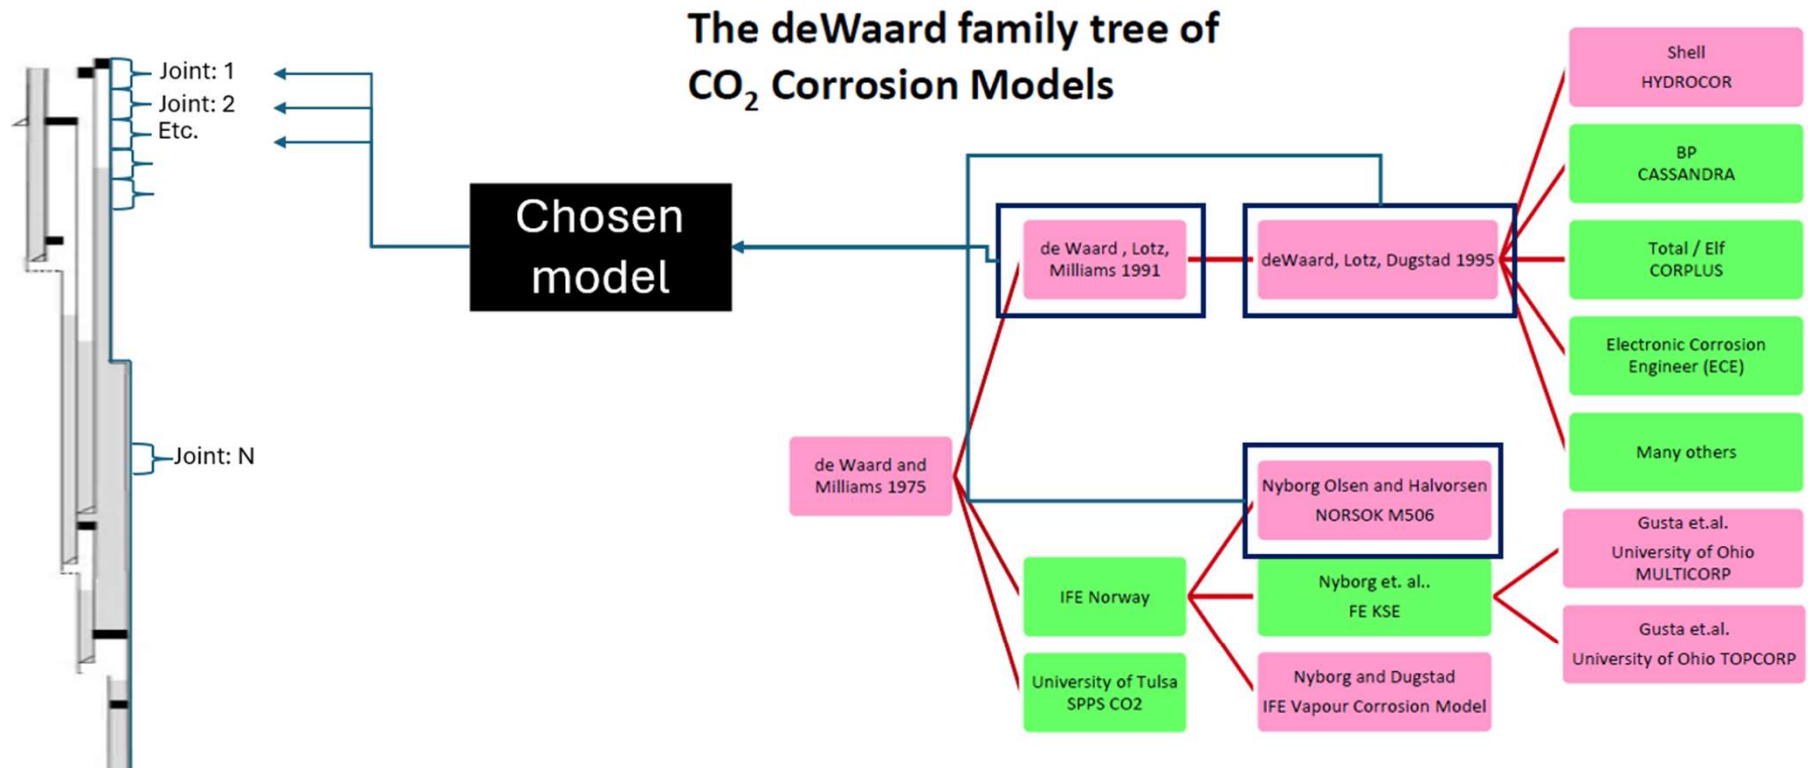 The deWaard family tree of
CO₂ Corrosion Models
Joint: 1
Joint: 2
Etc.
Joint: N
Chosen
model
de Waard and
Milliams 1975
de Waard , Lotz,
Milliams 1991
deWaard, Lotz, Dugstad 1995
IFE Norway
University of Tulsa
SPPS CO2
Nyborg Olsen and Halvorsen
NORSOK M506
Nyborg et. al..
FE KSE
Nyborg and Dugstad
IFE Vapour Corrosion Model
Shell
HYDROCOR
BP
CASSANDRA
Total / Elf
CORPLUS
Electronic Corrosion
Engineer (ECE)
Many others
Gusta et.al.
University of Ohio
MULTICORP
Gusta et.al.
University of Ohio TOPCORP